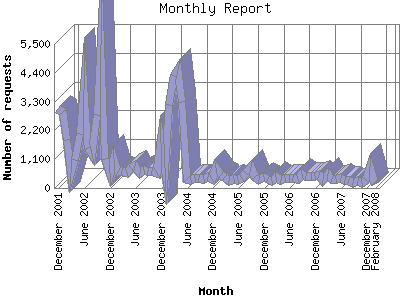 Monthly Report
Number of requests
5,500
4,400
3,300
2,200
1,100
0
December 2001
June 2002
December 2002
June 2003
December 2003
June 2004
December 2004
June 2005
December 2005
June 2006
December 2006
June 2007
December 2007
February 2008
Month